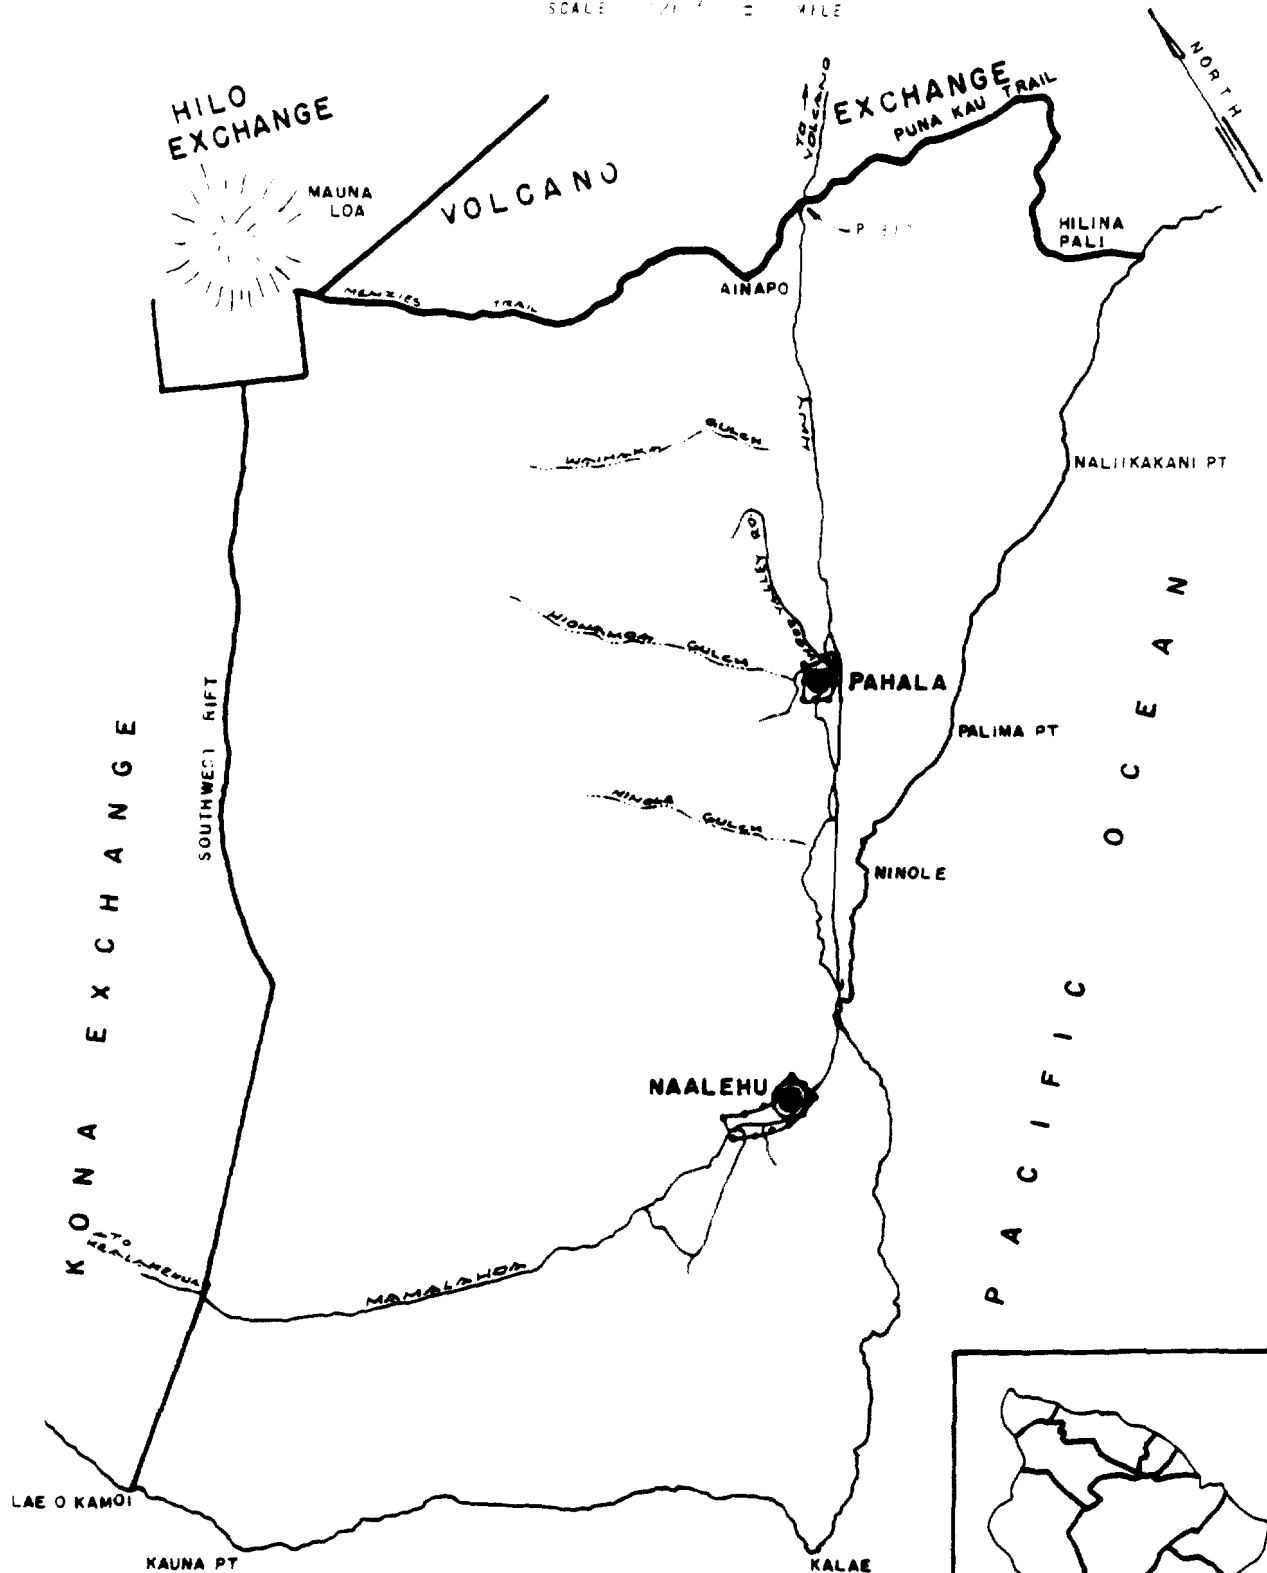 SCALE = MILE
NORTH
HILO
EXCHANGE
MAUNA
LOA
VOLCANO
EXCHANGE
TO
VOLCANO
PUNA KAU TRAIL
HILINA
PALI
AINAPO
MENZIES TRAIL
HWY
GULCH
NALIIKAKANI PT
GULCH
PAHALA
PALIMA PT
SOUTHWEST RIFT
KONA EXCHANGE
PACIFIC OCEAN
GULCH
NINOLE
NAALEHU
TO
MAMALAHOA
LAE O KAMOI
KAUNA PT
KALAE